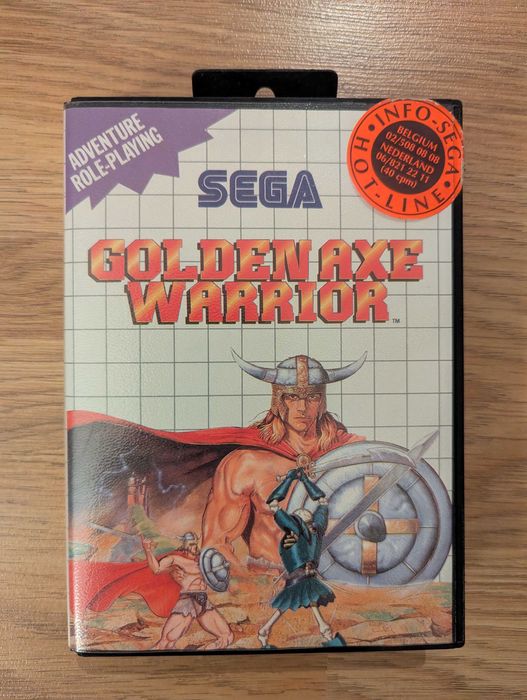 ADVENTURE
ROLE-PLAYING
SEGA
GOLDEN AXE
WARRIOR
TM
INFO-SEGA
HOT-LINE
BELGIUM
02/508 08 08
NEDERLAND
06/821 22 11
(40 cpm)